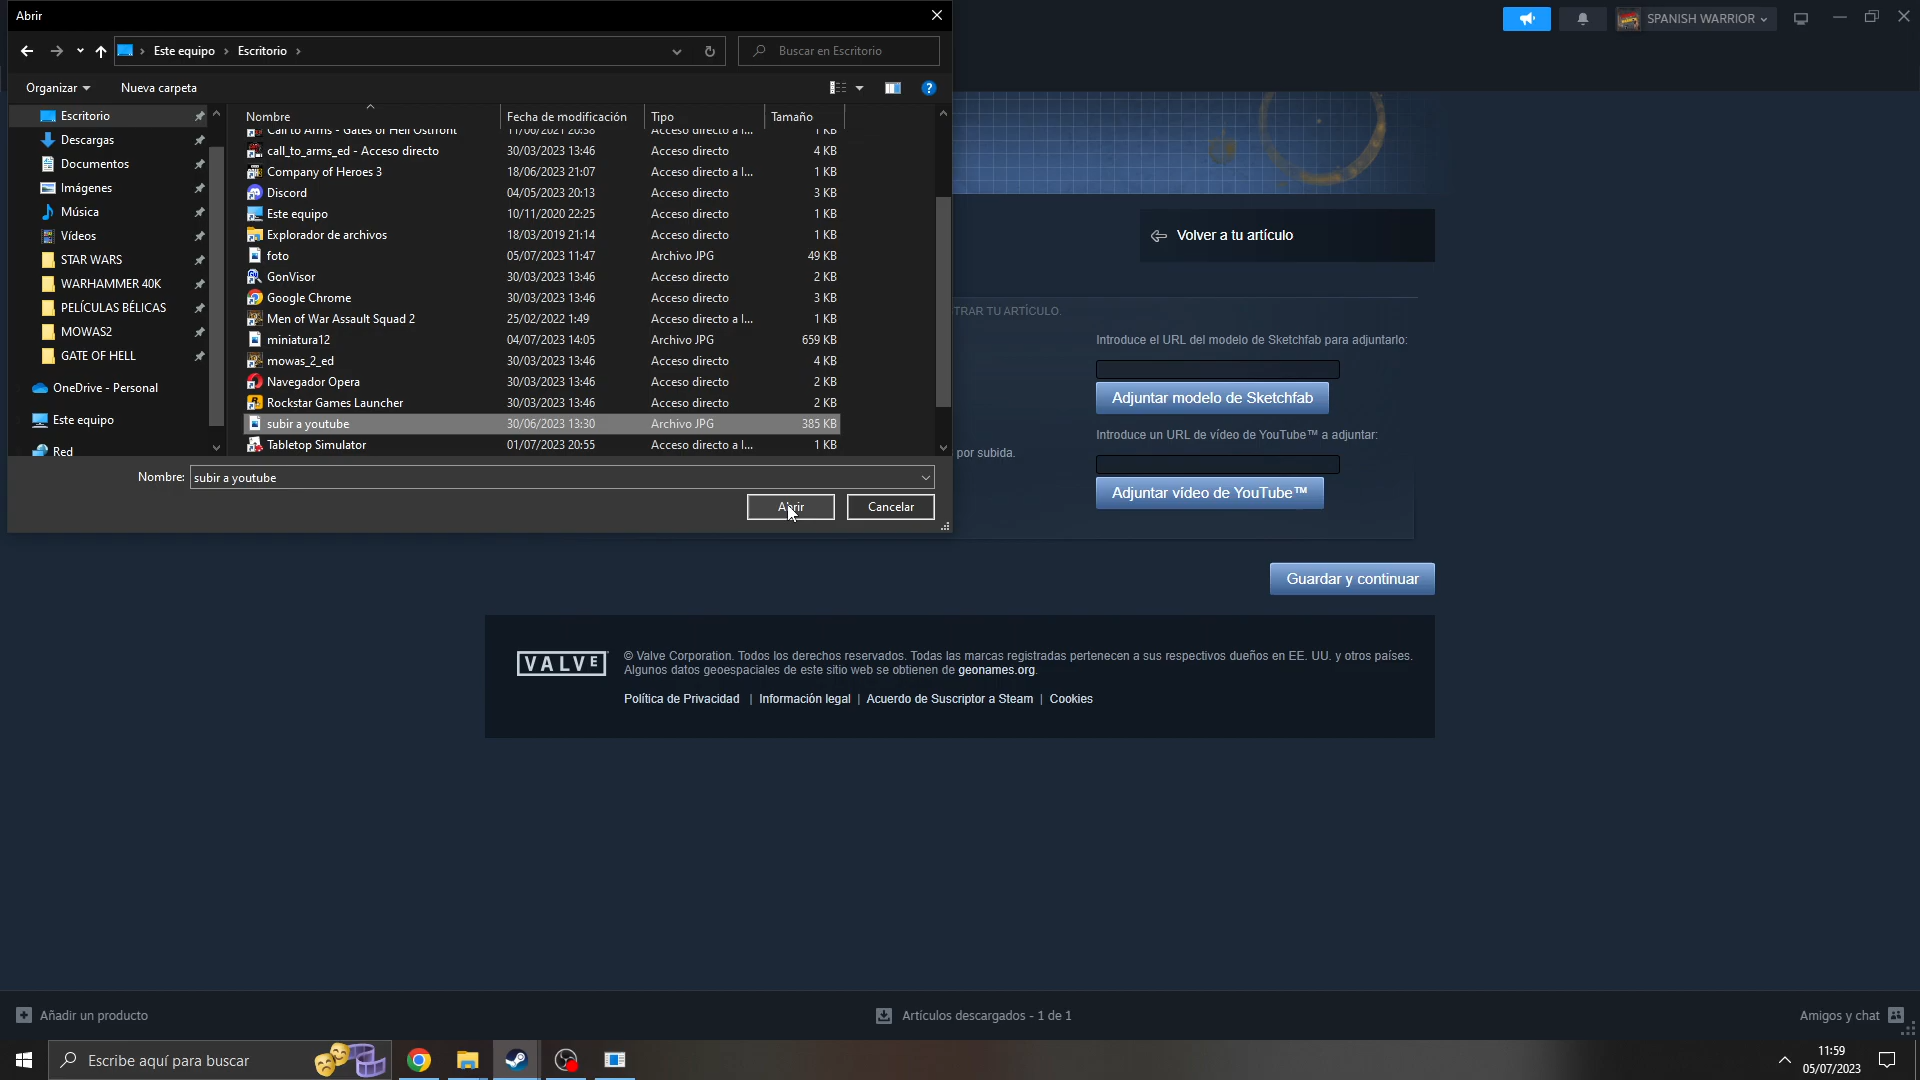 Abrir
SPANISH WARRIOR
Este equipo
Escritorio
Buscar en Escritorio
Organizar
Nueva carpeta
Escritorio
Descargas
Documentos
Imágenes
Música
Vídeos
STAR WARS
WARHAMMER 40K
PELÍCULAS BÉLICAS
MOWAS2
GATE OF HELL
OneDrive - Personal
Este equipo
Red
Nombre Fecha de modificación Tipo Tamaño
Call to Arms - Gates of Hell Ostfront 11/06/2021 20:38 Acceso directo a l... 1 KB
call_to_arms_ed - Acceso directo 30/03/2023 13:46 Acceso directo 4 KB
Company of Heroes 3 18/06/2023 21:07 Acceso directo a l... 1 KB
Discord 04/05/2023 20:13 Acceso directo 3 KB
Este equipo 10/11/2020 22:25 Acceso directo 1 KB
Explorador de archivos 18/03/2019 21:14 Acceso directo 1 KB
foto 05/07/2023 11:47 Archivo JPG 49 KB
GonVisor 30/03/2023 13:46 Acceso directo 2 KB
Google Chrome 30/03/2023 13:46 Acceso directo 3 KB
Men of War Assault Squad 2 25/02/2022 1:49 Acceso directo a l... 1 KB
miniatura12 04/07/2023 14:05 Archivo JPG 659 KB
mowas_2_ed 30/03/2023 13:46 Acceso directo 4 KB
Navegador Opera 30/03/2023 13:46 Acceso directo 2 KB
Rockstar Games Launcher 30/03/2023 13:46 Acceso directo 2 KB
subir a youtube 30/06/2023 13:30 Archivo JPG 385 KB
Tabletop Simulator 01/07/2023 20:55 Acceso directo a l... 1 KB
Nombre: subir a youtube
Abrir
Cancelar
Volver a tu artículo
TRAR TU ARTÍCULO.
Introduce el URL del modelo de Sketchfab para adjuntarlo:
Adjuntar modelo de Sketchfab
Introduce un URL de vídeo de YouTube™ a adjuntar:
por subida.
Adjuntar vídeo de YouTube™
Guardar y continuar
VALVE
© Valve Corporation. Todos los derechos reservados. Todas las marcas registradas pertenecen a sus respectivos dueños en EE. UU. y otros países.
Algunos datos geoespaciales de este sitio web se obtienen de geonames.org.
Política de Privacidad | Información legal | Acuerdo de Suscriptor a Steam | Cookies
Añadir un producto
Artículos descargados - 1 de 1
Amigos y chat
Escribe aquí para buscar
11:59
05/07/2023